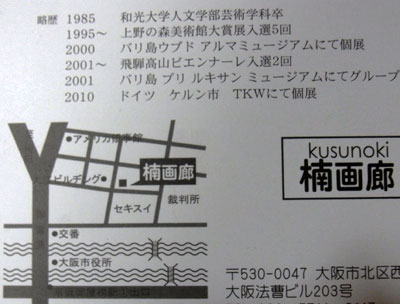 略歴 1985 和光大学人文学部芸術学科卒
1995~ 上野の森美術館大賞展入選5回
2000 バリ島ウブド アルマミュージアムにて個展
2001~ 飛騨高山ビエンナーレ入選2回
2001 バリ島 プリ ルキサン ミュージアムにてグループ
2010 ドイツ ケルン市 TKWにて個展
アメリカ領事館
楠画廊
ビルヂング
セキスイ
裁判所
交番
大阪市役所
kusunoki
楠画廊
〒530-0047 大阪市北区西
大阪法曹ビル203号